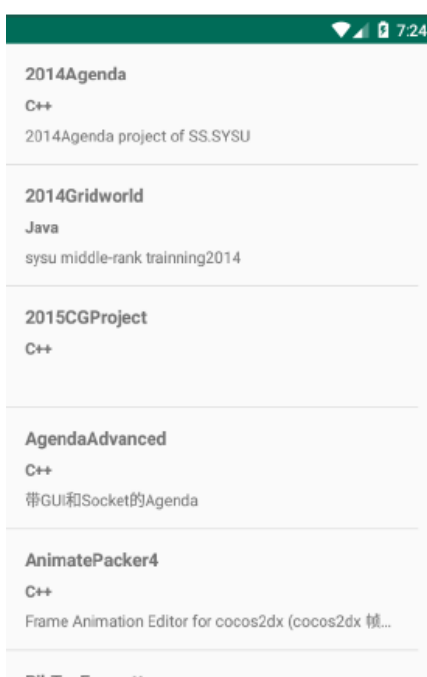 7:24
2014Agenda
C++
2014Agenda project of SS.SYSU
2014Gridworld
Java
sysu middle-rank trainning2014
2015CGProject
C++
AgendaAdvanced
C++
带GUI和Socket的Agenda
AnimatePacker4
C++
Frame Animation Editor for cocos2dx (cocos2dx 帧...